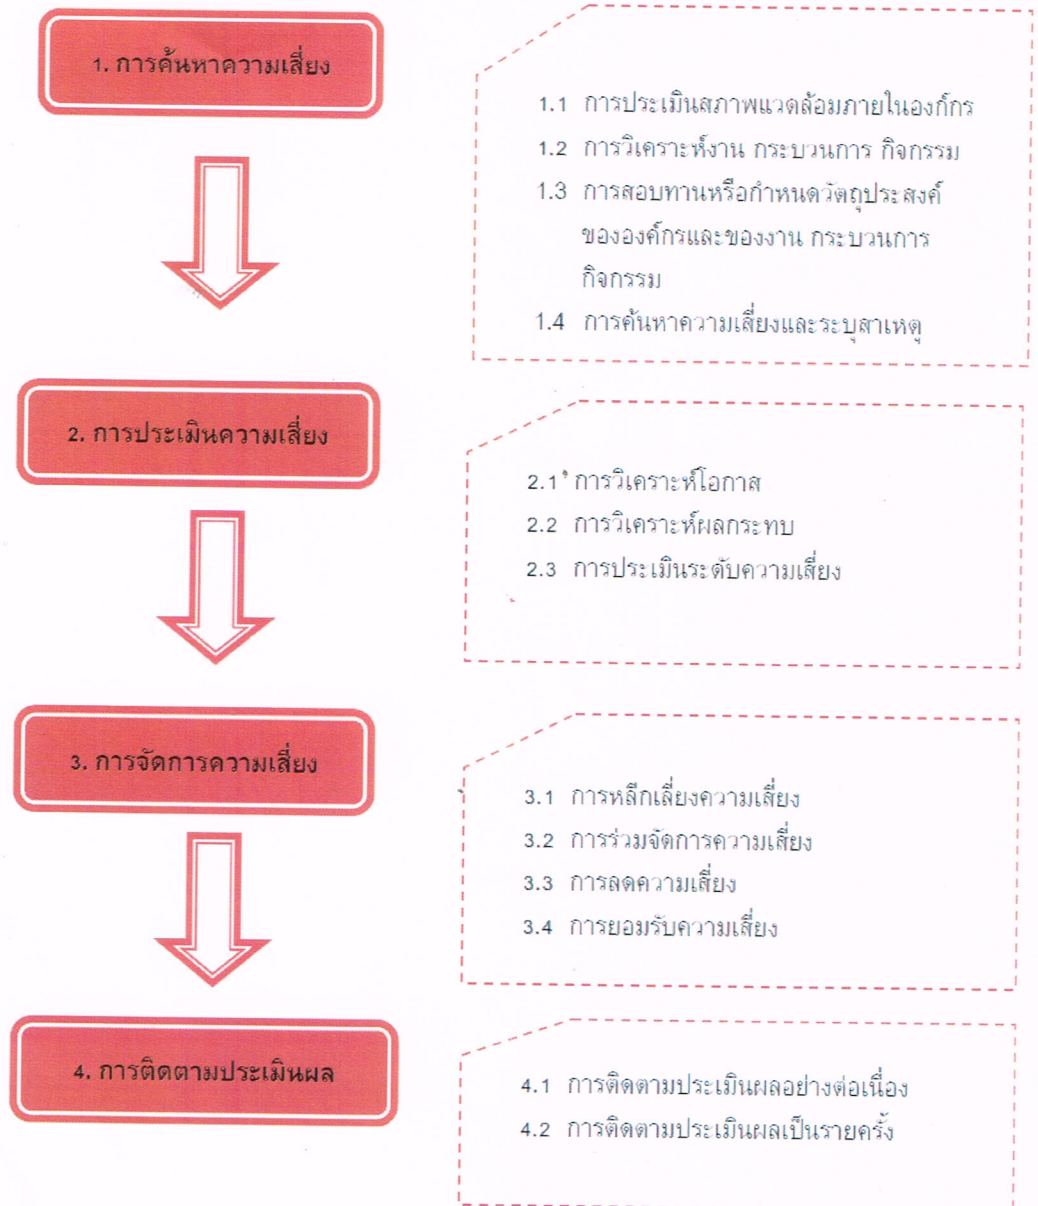 1. การค้นหาความเสี่ยง
1.1 การประเมินสภาพแวดล้อมภายในองก์กร
1.2 การวิเคราะห์งาน กระบวนการ กิจกรรม
1.3 การสอบทานหรือกำหนดวัตถุประสงค์
ขององค์กรและของงาน กระบวนการ
กิจกรรม
1.4 การค้นหาความเสี่ยงและระบุสาเหตุ
2. การประเมินความเสี่ยง
2.1 การวิเคราะห์โอกาส
2.2 การวิเคราะห์ผลกระทบ
2.3 การประเมินระดับความเสี่ยง
3. การจัดการความเสี่ยง
3.1 การหลีกเลี่ยงความเสี่ยง
3.2 การร่วมจัดการความเสี่ยง
3.3 การลดความเสี่ยง
3.4 การยอมรับความเสี่ยง
4. การติดตามประเมินผล
4.1 การติดตามประเมินผลอย่างต่อเนื่อง
4.2 การติดตามประเมินผลเป็นรายครั้ง